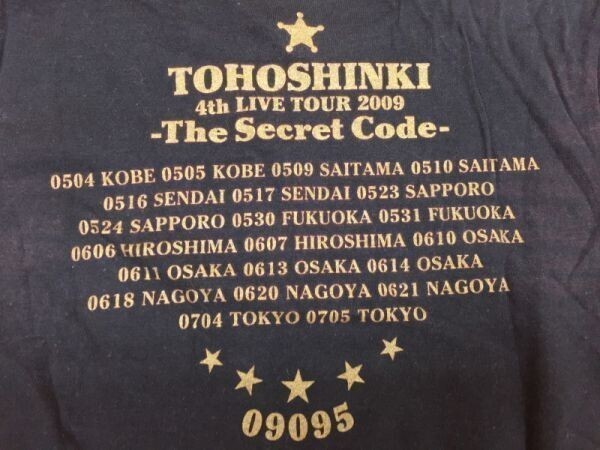 TOHOSHINKI
4th LIVE TOUR 2009
-The Secret Code-
0504 KOBE 0505 KOBE 0509 SAITAMA 0510 SAITAMA
0516 SENDAI 0517 SENDAI 0523 SAPPORO
0524 SAPPORO 0530 FUKUOKA 0531 FUKUOKA
0606 HIROSHIMA 0607 HIROSHIMA 0610 OSAKA
0611 OSAKA 0613 OSAKA 0614 OSAKA
0618 NAGOYA 0620 NAGOYA 0621 NAGOYA
0704 TOKYO 0705 TOKYO
09095